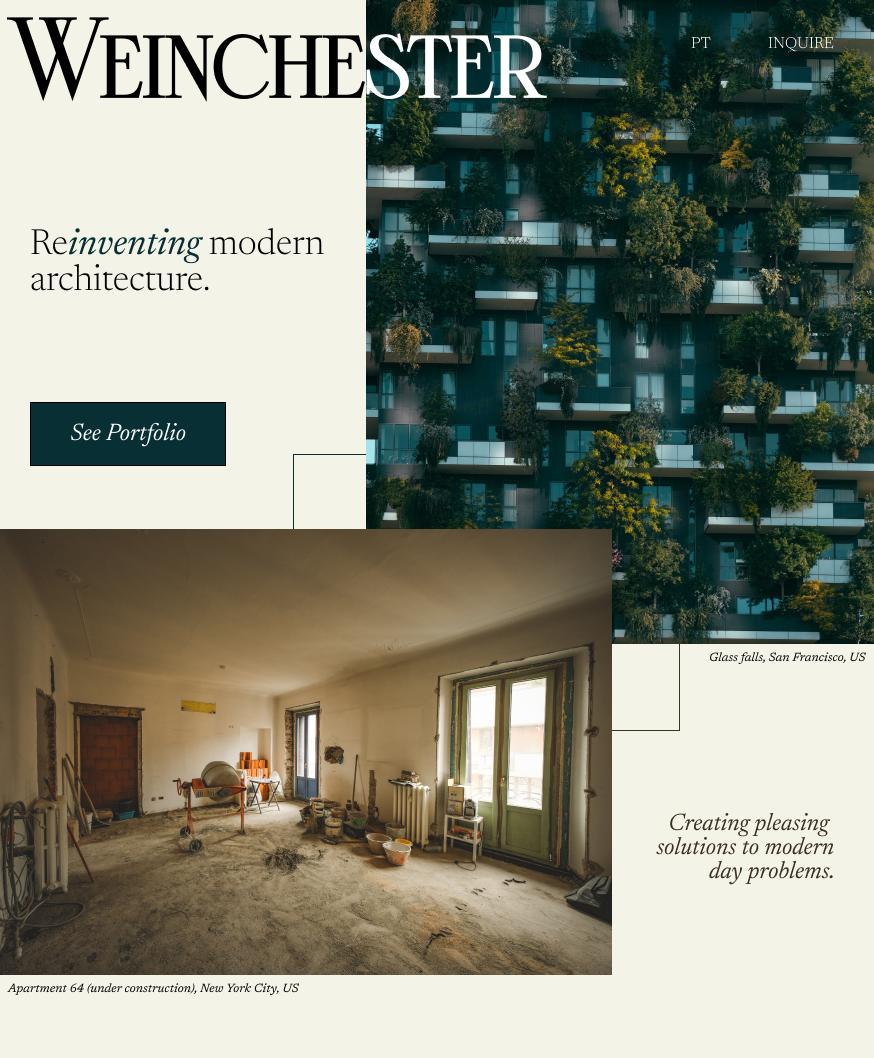 WEINCHESTER
PT
INQUIRE
Reinventing modern
architecture.
See Portfolio
Glass falls, San Francisco, US
Creating pleasing
solutions to modern
day problems.
Apartment 64 (under construction), New York City, US